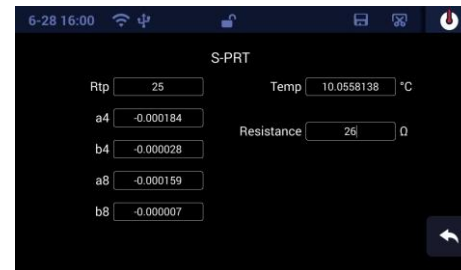 6-28 16:00
S-PRT
Rtp 25 Temp 10.0558138 °C
a4 -0.000184
Resistance 26 Ω
b4 -0.000028
a8 -0.000159
b8 -0.000007